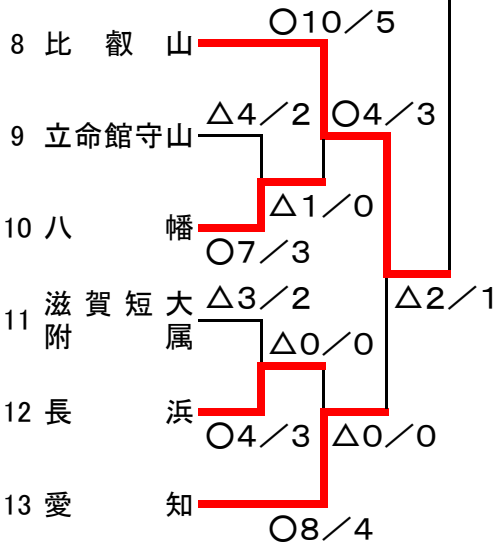 ○10／5
8 比叡山
△4／2 ○4／3
9 立命館守山
△1／0
10 八幡
○7／3
△3／2 △2／1
11 滋賀短大
附属
△0／0
12 長浜
○4／3 △0／0
13 愛知
○8／4